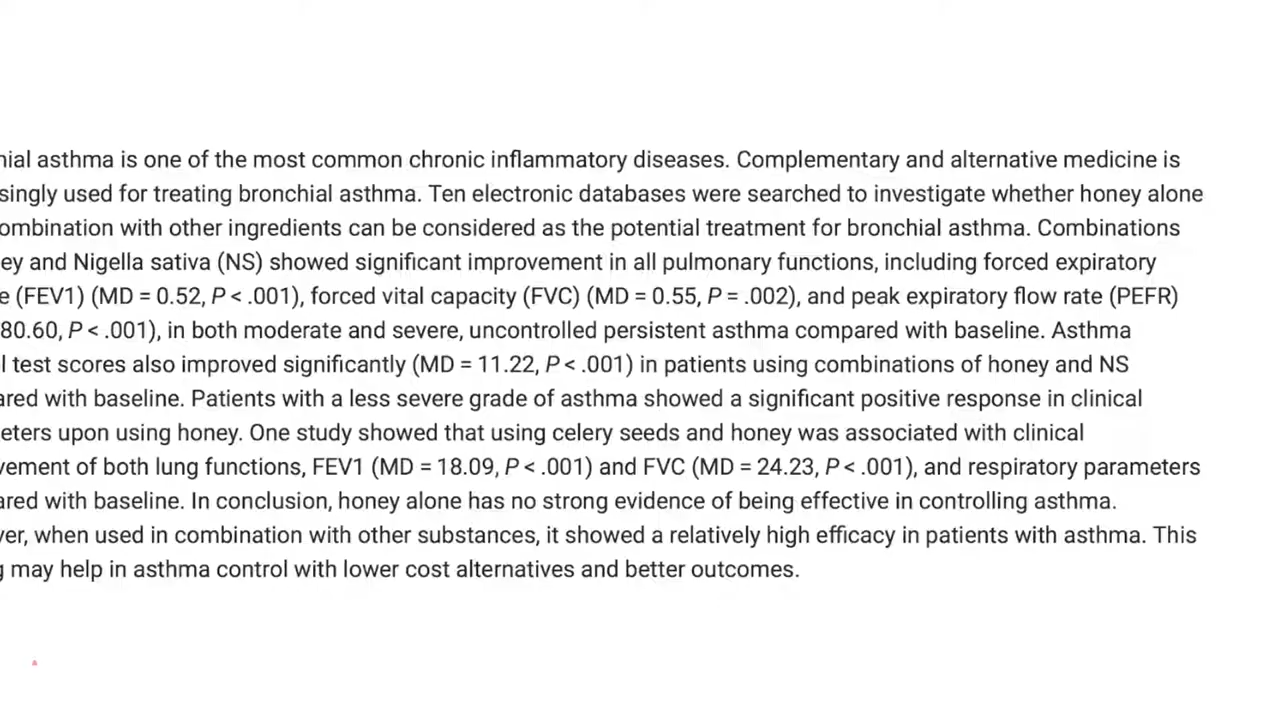 nial asthma is one of the most common chronic inflammatory diseases. Complementary and alternative medicine is
singly used for treating bronchial asthma. Ten electronic databases were searched to investigate whether honey alone
ombination with other ingredients can be considered as the potential treatment for bronchial asthma. Combinations
ey and Nigella sativa (NS) showed significant improvement in all pulmonary functions, including forced expiratory
e (FEV1) (MD = 0.52, P < .001), forced vital capacity (FVC) (MD = 0.55, P = .002), and peak expiratory flow rate (PEFR)
80.60, P < .001), in both moderate and severe, uncontrolled persistent asthma compared with baseline. Asthma
l test scores also improved significantly (MD = 11.22, P < .001) in patients using combinations of honey and NS
ared with baseline. Patients with a less severe grade of asthma showed a significant positive response in clinical
eters upon using honey. One study showed that using celery seeds and honey was associated with clinical
vement of both lung functions, FEV1 (MD = 18.09, P < .001) and FVC (MD = 24.23, P < .001), and respiratory parameters
ared with baseline. In conclusion, honey alone has no strong evidence of being effective in controlling asthma.
ver, when used in combination with other substances, it showed a relatively high efficacy in patients with asthma. This
g may help in asthma control with lower cost alternatives and better outcomes.